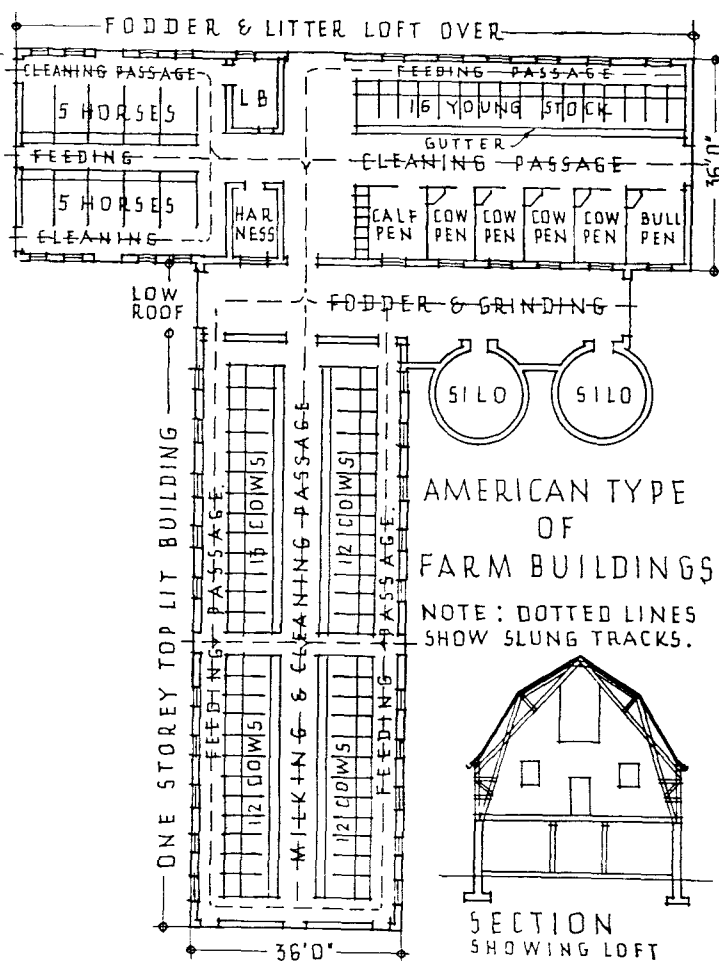 FODDER & LITTER LOFT OVER
CLEANING PASSAGE
5 HORSES
FEEDING
5 HORSES
CLEANING
LB
HAR
NESS
FEEDING PASSAGE
16 YOUNG STOCK
GUTTER
CLEANING PASSAGE
36'0"
CALF
PEN
COW
PEN
COW
PEN
COW
PEN
COW
PEN
BULL
PEN
LOW
ROOF
FODDER & GRINDING
SILO
SILO
ONE STOREY TOP LIT BUILDING
FEEDING PASSAGE.
13 COWS
12 COWS
MILKING & CLEANING PASSAGE
12 COWS
12 COWS
FEEDING PASSAGE.
36'0"
AMERICAN TYPE
OF
FARM BUILDINGS
NOTE: DOTTED LINES
SHOW SLUNG TRACKS.
SECTION
SHOWING LOFT